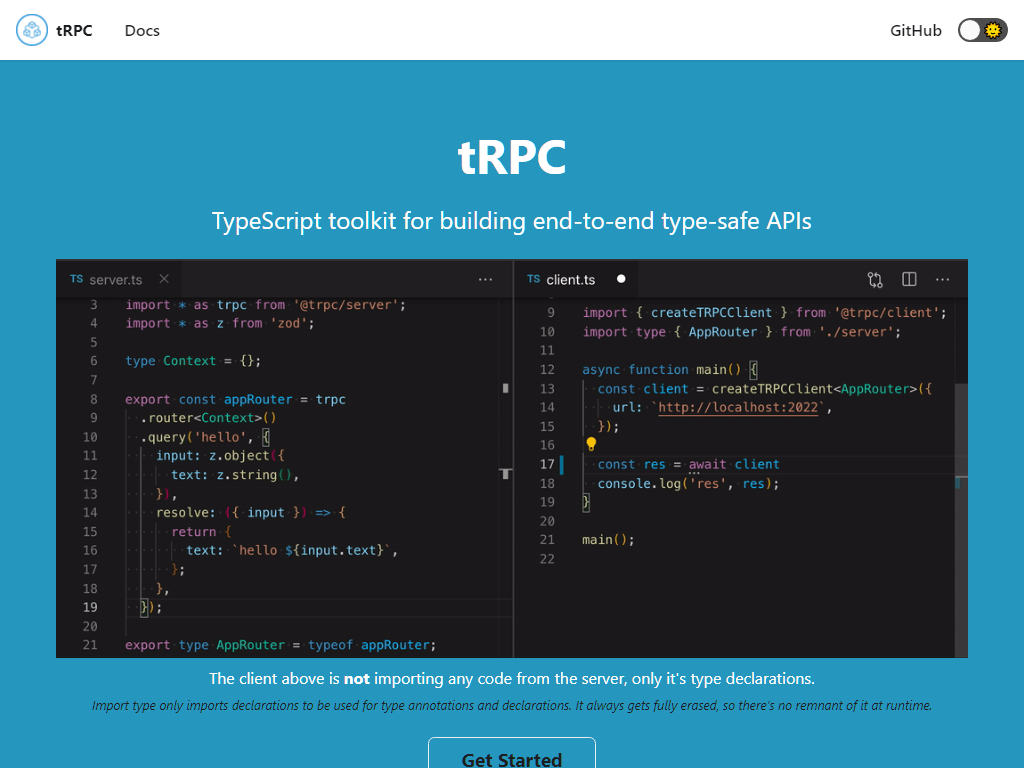 tRPC
Docs
GitHub
tRPC
TypeScript toolkit for building end-to-end type-safe APIs
TS server.ts
3 import * as trpc from '@trpc/server';
4 import * as z from 'zod';
5
6 type Context = {};
7
8 export const appRouter = trpc
9 .router<Context>()
10 .query('hello', {
11 input: z.object({
12 text: z.string(),
13 }),
14 resolve: ({ input }) => {
15 return {
16 text: `hello ${input.text}`,
17 };
18 },
19 });
20
21 export type AppRouter = typeof appRouter;
TS client.ts
9 import { createTRPCClient } from '@trpc/client';
10 import type { AppRouter } from './server';
11
12 async function main() {
13 const client = createTRPCClient<AppRouter>({
14 url: `http://localhost:2022`,
15 });
16
17 const res = await client
18 console.log('res', res);
19 }
20
21 main();
22
The client above is not importing any code from the server, only it's type declarations.
Import type only imports declarations to be used for type annotations and declarations. It always gets fully erased, so there's no remnant of it at runtime.
Get Started